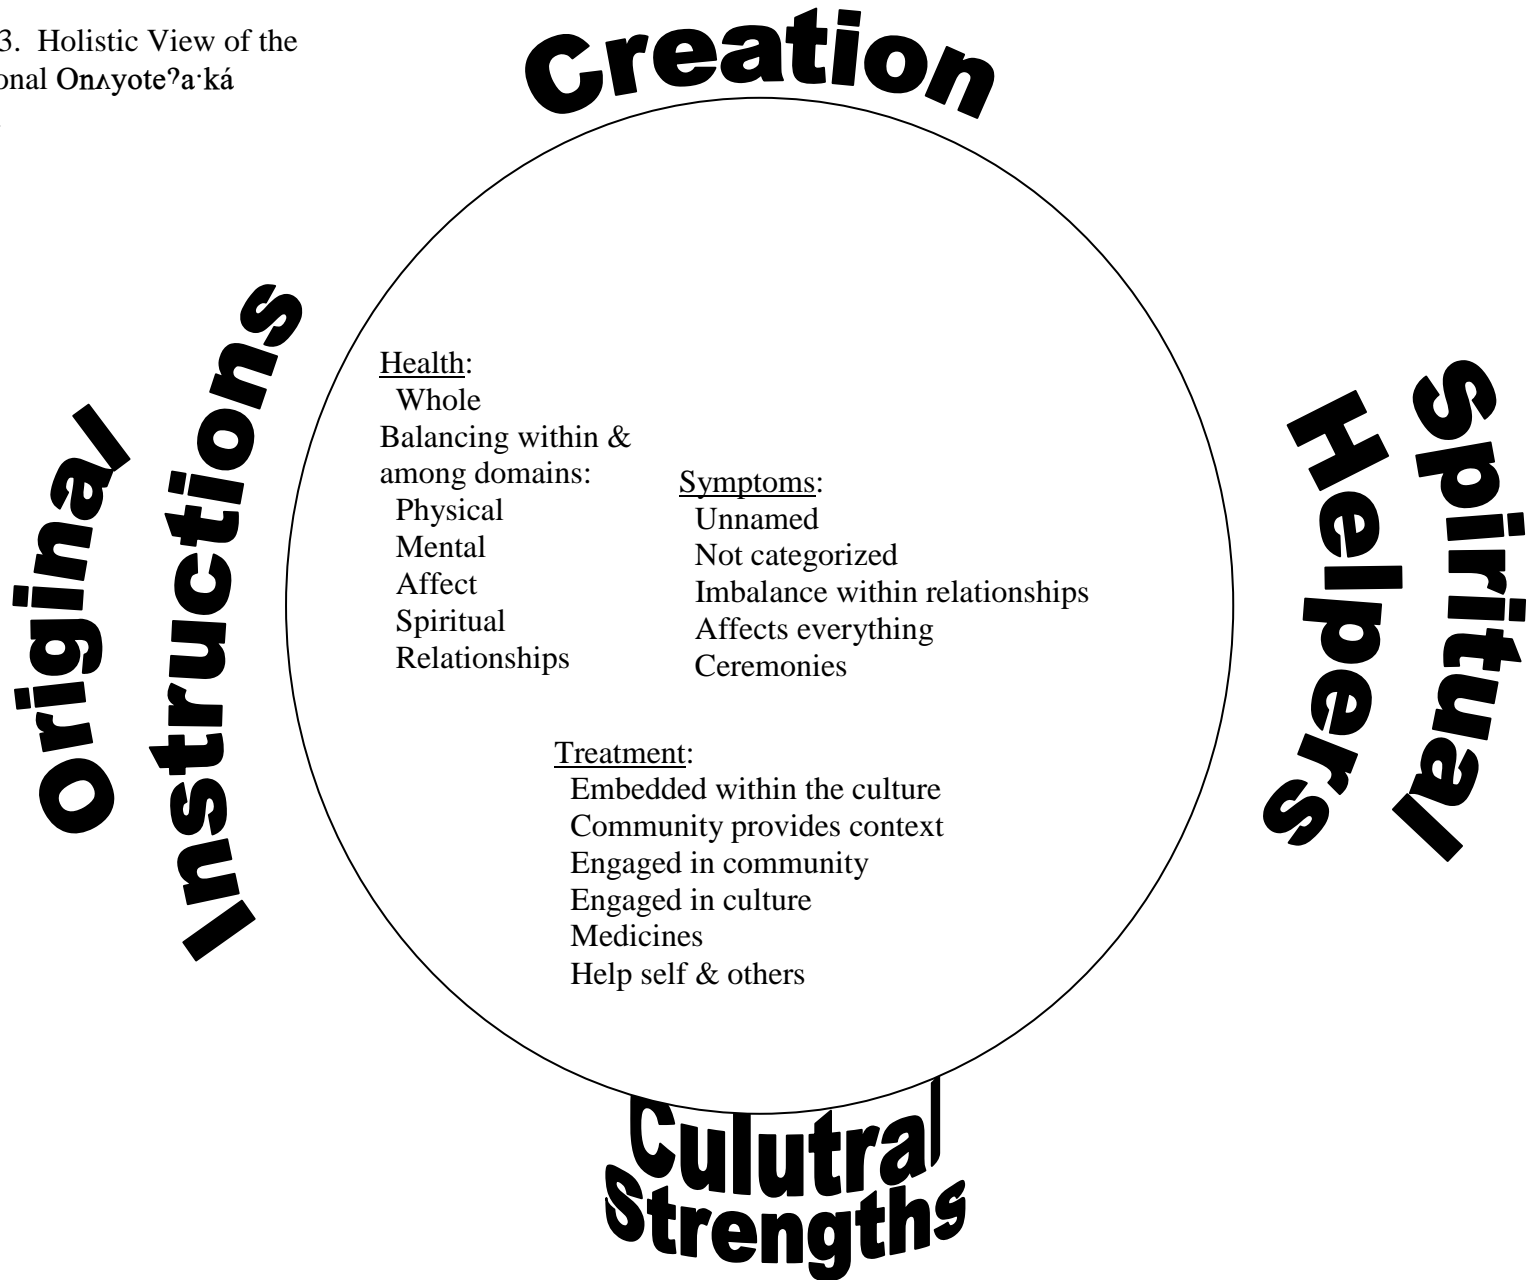 3. Holistic View of the
onal Onʌyoteʔa·ká
Creation
Original
Instructions
Spiritual
Helpers
Health:
Whole
Balancing within &
among domains:
Physical
Mental
Affect
Spiritual
Relationships
Symptoms:
Unnamed
Not categorized
Imbalance within relationships
Affects everything
Ceremonies
Treatment:
Embedded within the culture
Community provides context
Engaged in community
Engaged in culture
Medicines
Help self & others
Culutral
Strengths